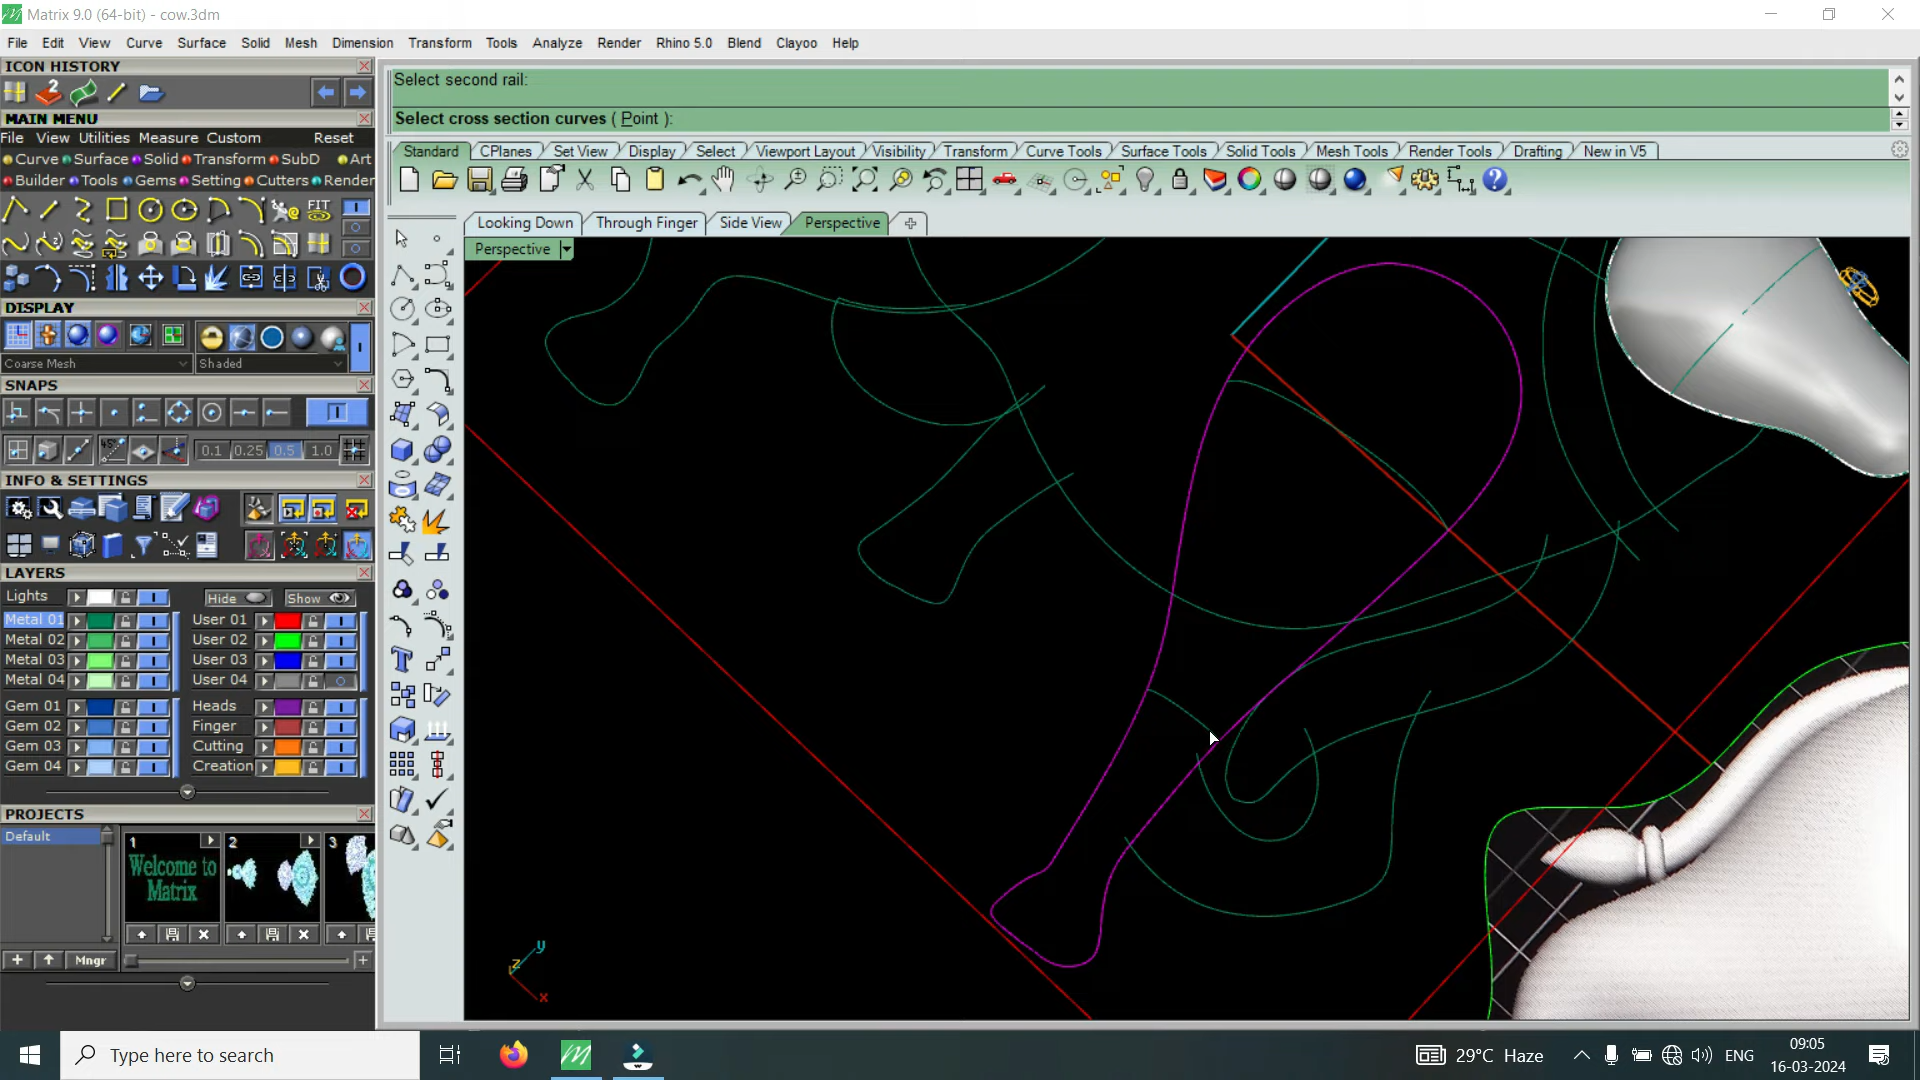 Matrix 9.0 (64-bit) - cow.3dm
File Edit View Curve Surface Solid Mesh Dimension Transform Tools Analyze Render Rhino 5.0 Blend Clayoo Help
ICON HISTORY
Select second rail:
Select cross section curves ( Point ):
MAIN MENU
File View Utilities Measure Custom Reset
Curve Surface Solid Transform SubD Art
Builder Tools Gems Setting Cutters Render
Standard CPlanes Set View Display Select Viewport Layout Visibility Transform Curve Tools Surface Tools Solid Tools Mesh Tools Render Tools Drafting New in V5
FIT
Looking Down Through Finger Side View Perspective
Perspective
DISPLAY
Coarse Mesh Shaded
SNAPS
0.1 0.25 0.5 1.0
INFO & SETTINGS
LAYERS
Lights Hide Show
Metal 01 User 01
Metal 02 User 02
Metal 03 User 03
Metal 04 User 04
Gem 01 Heads
Gem 02 Finger
Gem 03 Cutting
Gem 04 Creation
PROJECTS
Default
1 2 3
Welcome to
Matrix
Mngr
z y x
Type here to search
29°C Haze
ENG
09:05
16-03-2024